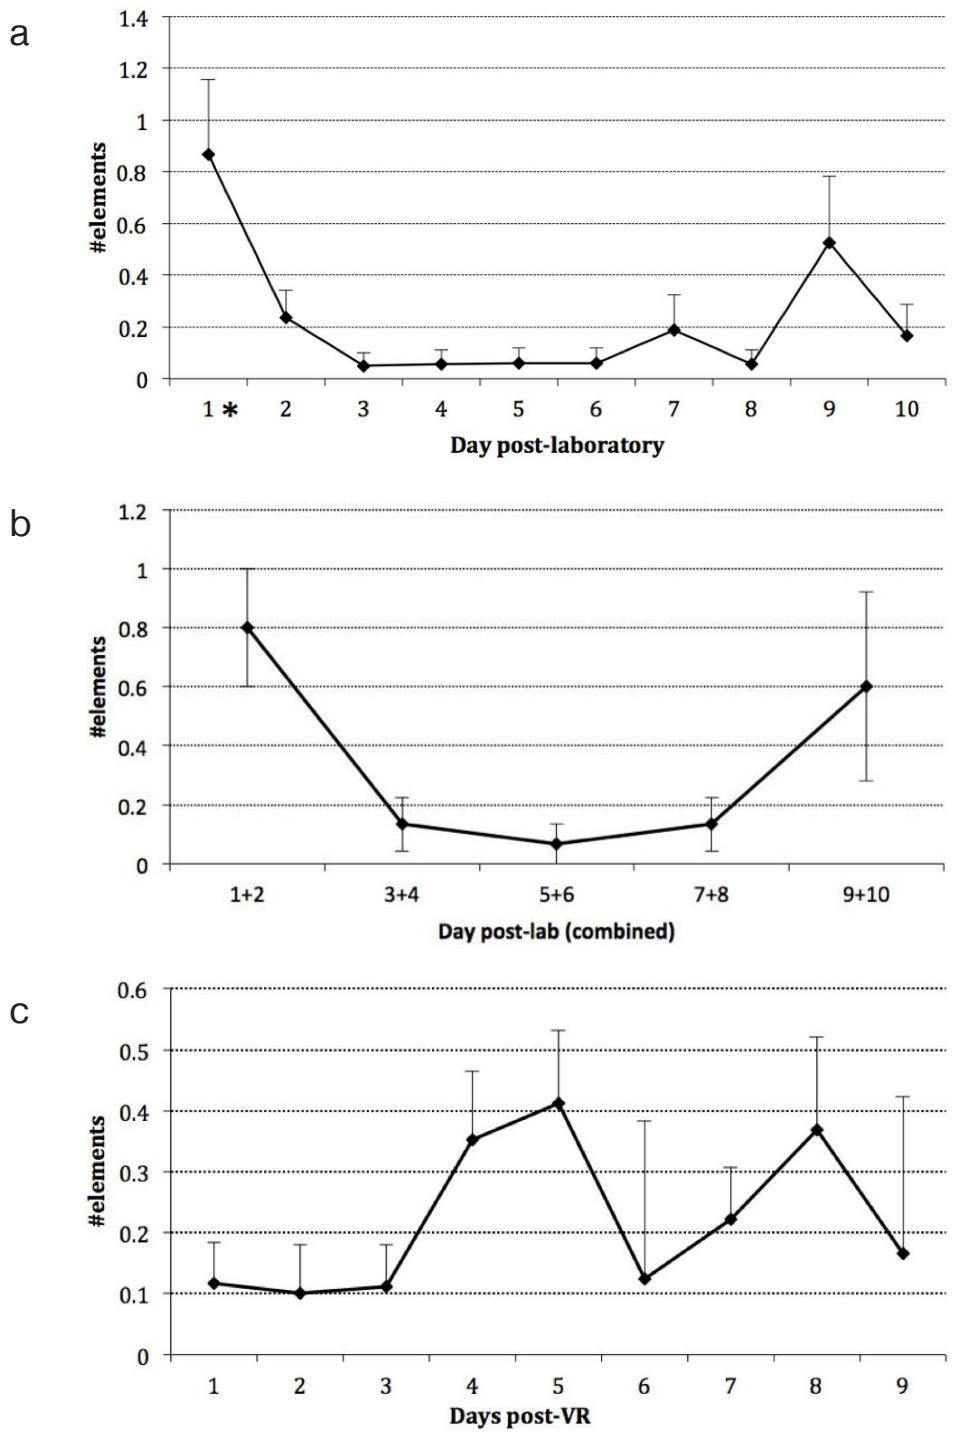 a
1.4
1.2
1
0.8
0.6
0.4
0.2
0
#elements
1 * 2 3 4 5 6 7 8 9 10
Day post-laboratory
b
1.2
1
0.8
0.6
0.4
0.2
0
#elements
1+2 3+4 5+6 7+8 9+10
Day post-lab (combined)
c
0.6
0.5
0.4
0.3
0.2
0.1
0
#elements
1 2 3 4 5 6 7 8 9
Days post-VR